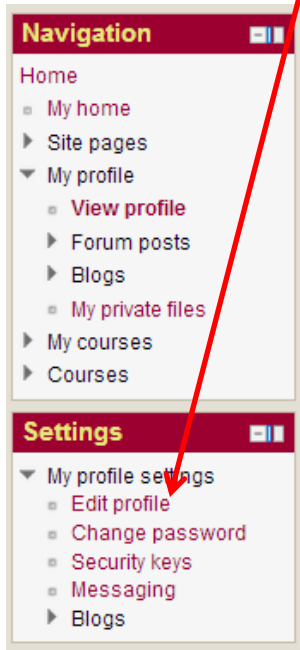 Navigation
Home
My home
Site pages
My profile
View profile
Forum posts
Blogs
My private files
My courses
Courses
Settings
My profile settings
Edit profile
Change password
Security keys
Messaging
Blogs